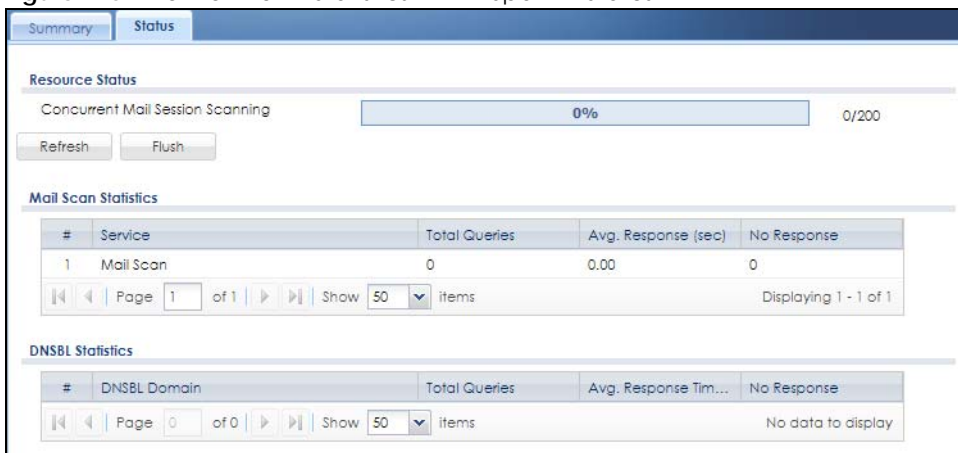 Summary Status
Resource Status
Concurrent Mail Session Scanning 0% 0/200
Refresh Flush
Mail Scan Statistics
# Service Total Queries Avg. Response (sec) No Response
1 Mail Scan 0 0.00 0
Page 1 of 1 Show 50 items Displaying 1 - 1 of 1
DNSBL Statistics
# DNSBL Domain Total Queries Avg. Response Tim... No Response
Page 0 of 0 Show 50 items No data to display